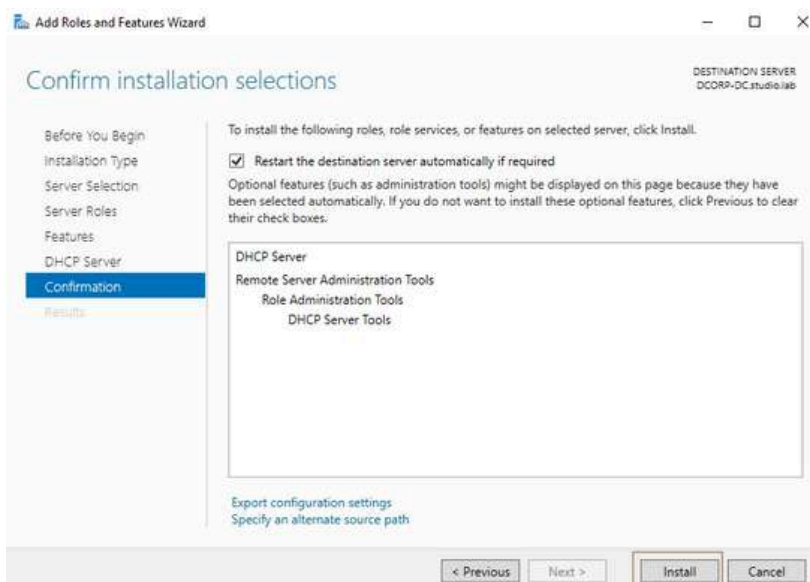 Add Roles and Features Wizard
Confirm installation selections
DESTINATION SERVER
DCORP-DC.studio.lab
Before You Begin
Installation Type
Server Selection
Server Roles
Features
DHCP Server
Confirmation
Results
To install the following roles, role services, or features on selected server, click Install.
Restart the destination server automatically if required
Optional features (such as administration tools) might be displayed on this page because they have
been selected automatically. If you do not want to install these optional features, click Previous to clear
their check boxes.
DHCP Server
Remote Server Administration Tools
Role Administration Tools
DHCP Server Tools
Export configuration settings
Specify an alternate source path
< Previous
Next >
Install
Cancel